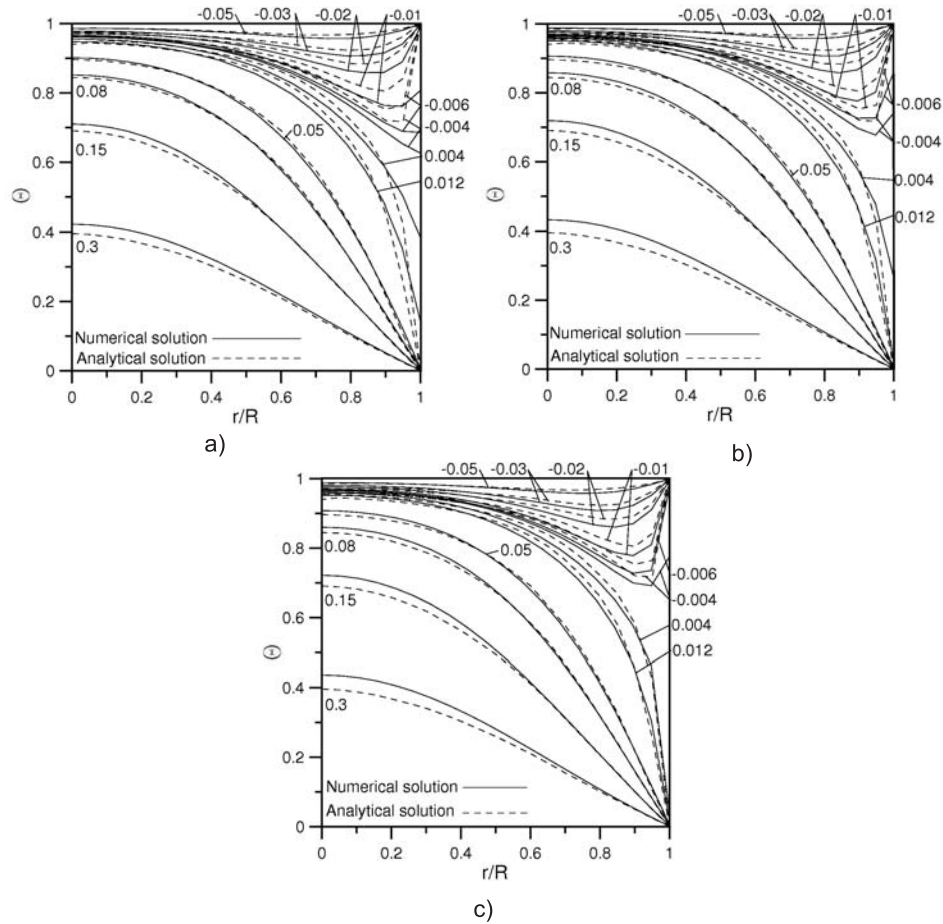 -0.05 -0.03 -0.02 -0.01
1
0.8
0.6
0.4
0.2
0
Θ
0.08
0.15
0.3
0.05
-0.006
-0.004
0.004
0.012
Numerical solution
Analytical solution
0 0.2 0.4 0.6 0.8 1
r/R
a)
-0.05 -0.03 -0.02 -0.01
1
0.8
0.6
0.4
0.2
0
Θ
0.08
0.15
0.3
0.05
-0.006
-0.004
0.004
0.012
Numerical solution
Analytical solution
0 0.2 0.4 0.6 0.8 1
r/R
b)
-0.05 -0.03 -0.02 -0.01
1
0.8
0.6
0.4
0.2
0
Θ
0.08
0.15
0.3
0.05
-0.006
-0.004
0.004
0.012
Numerical solution
Analytical solution
0 0.2 0.4 0.6 0.8 1
r/R
c)